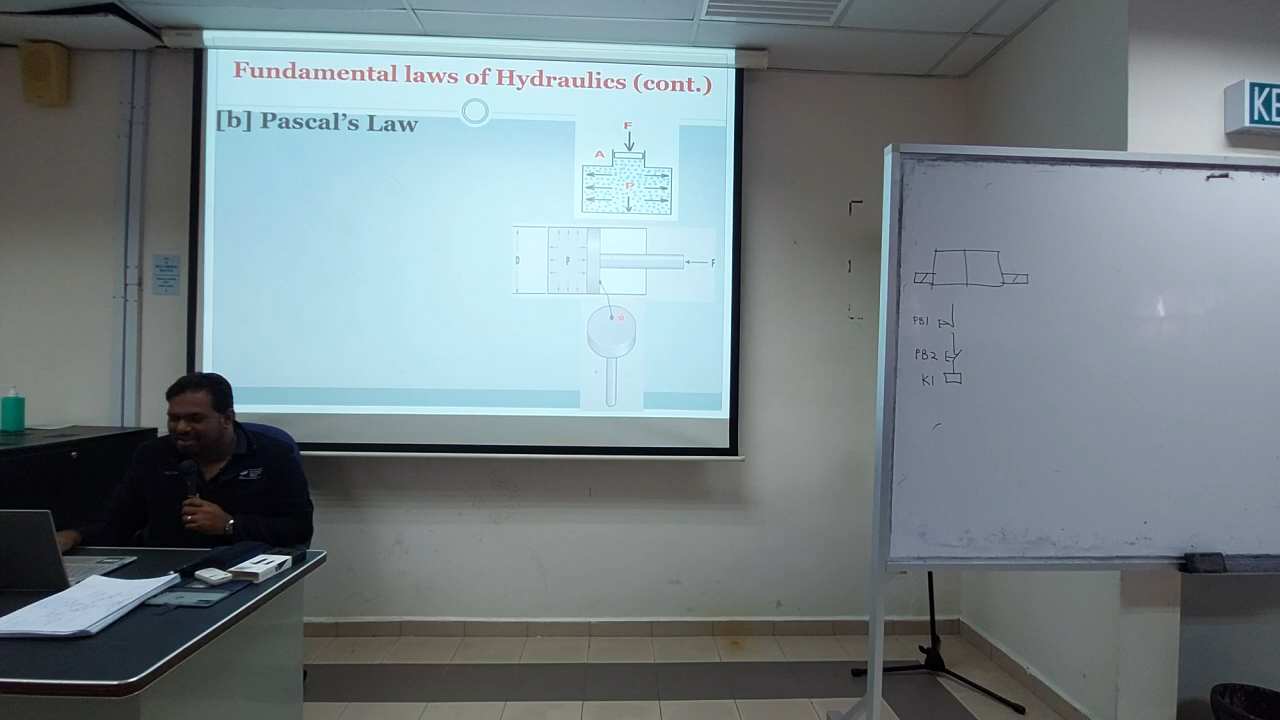 Fundamental laws of Hydraulics (cont.)
[b] Pascal's Law
F
A
P
D
P
F
PB1
PB2
K1
KE